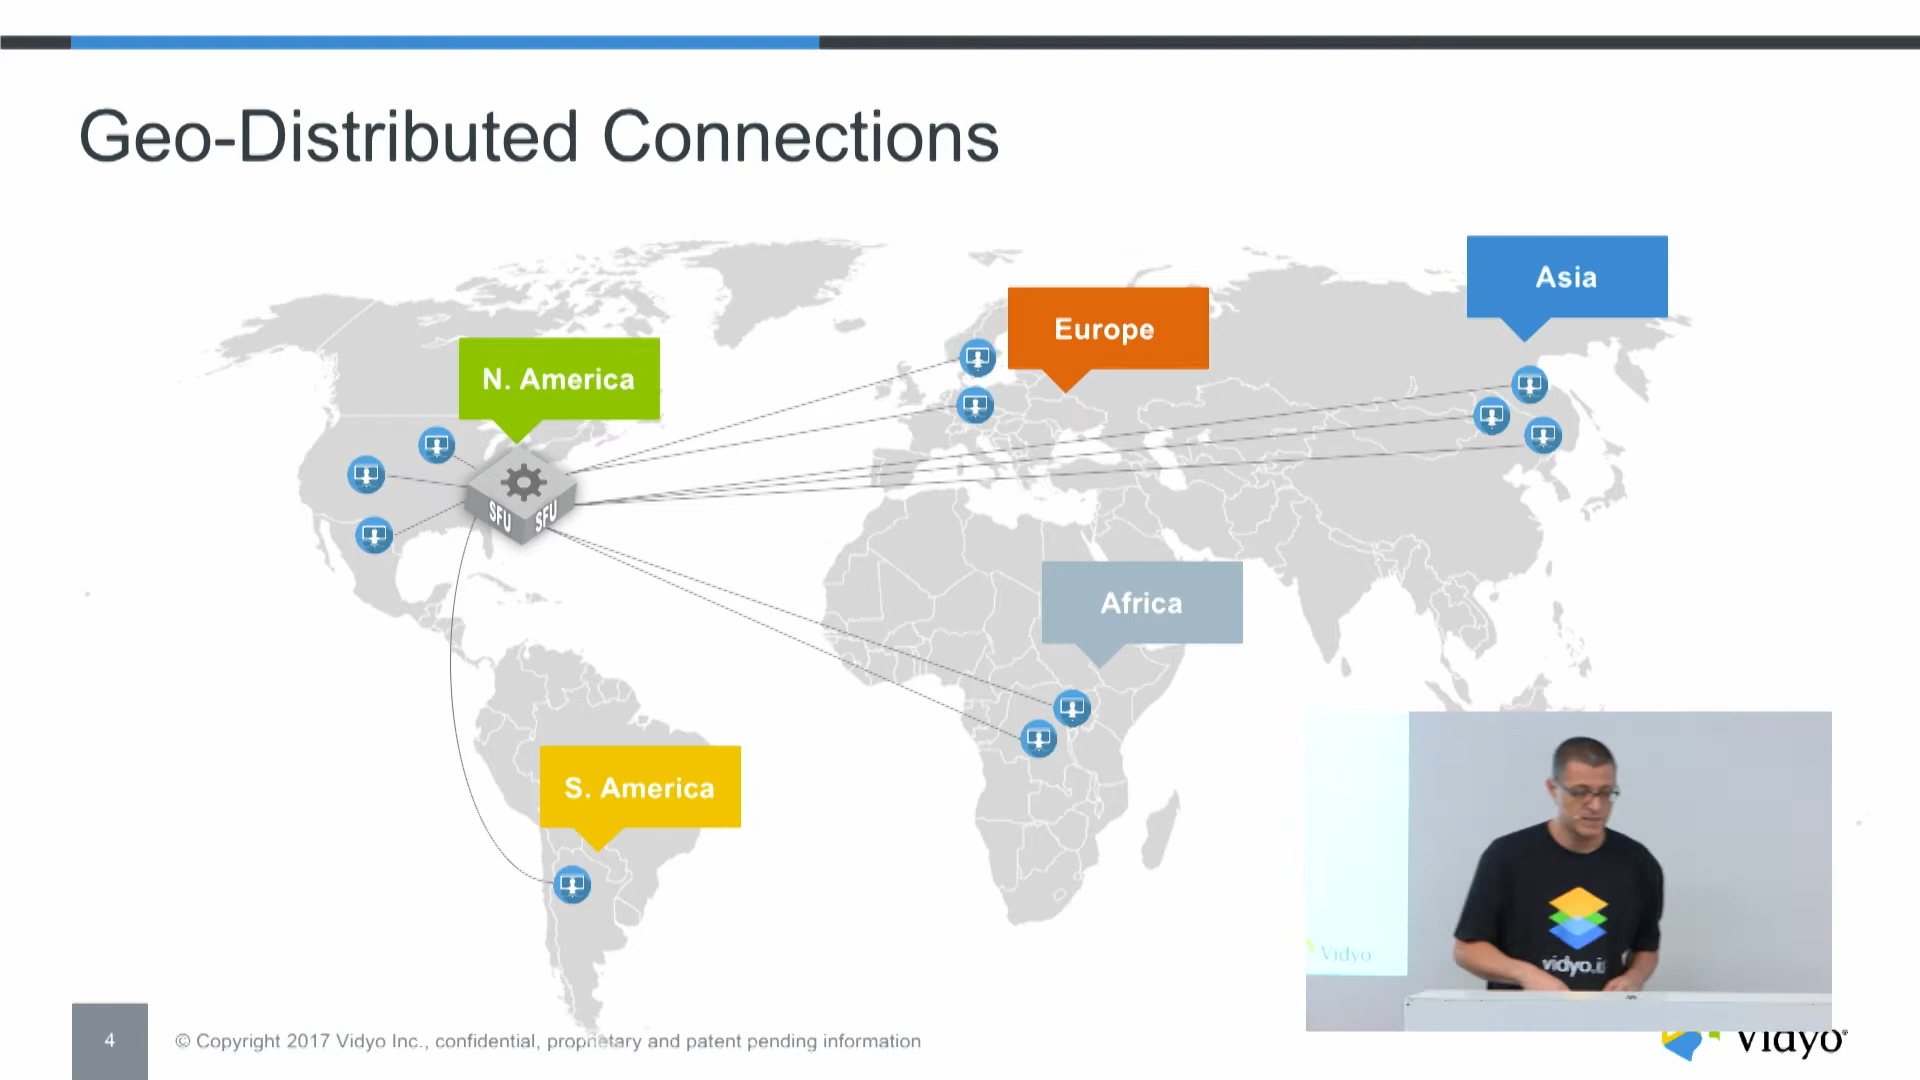 Geo-Distributed Connections
Asia
Europe
N. America
SFU SFU
Africa
S. America
Vidyo
vidyo.i
4
© Copyright 2017 Vidyo Inc., confidential, proprietary and patent pending information
Vidyo